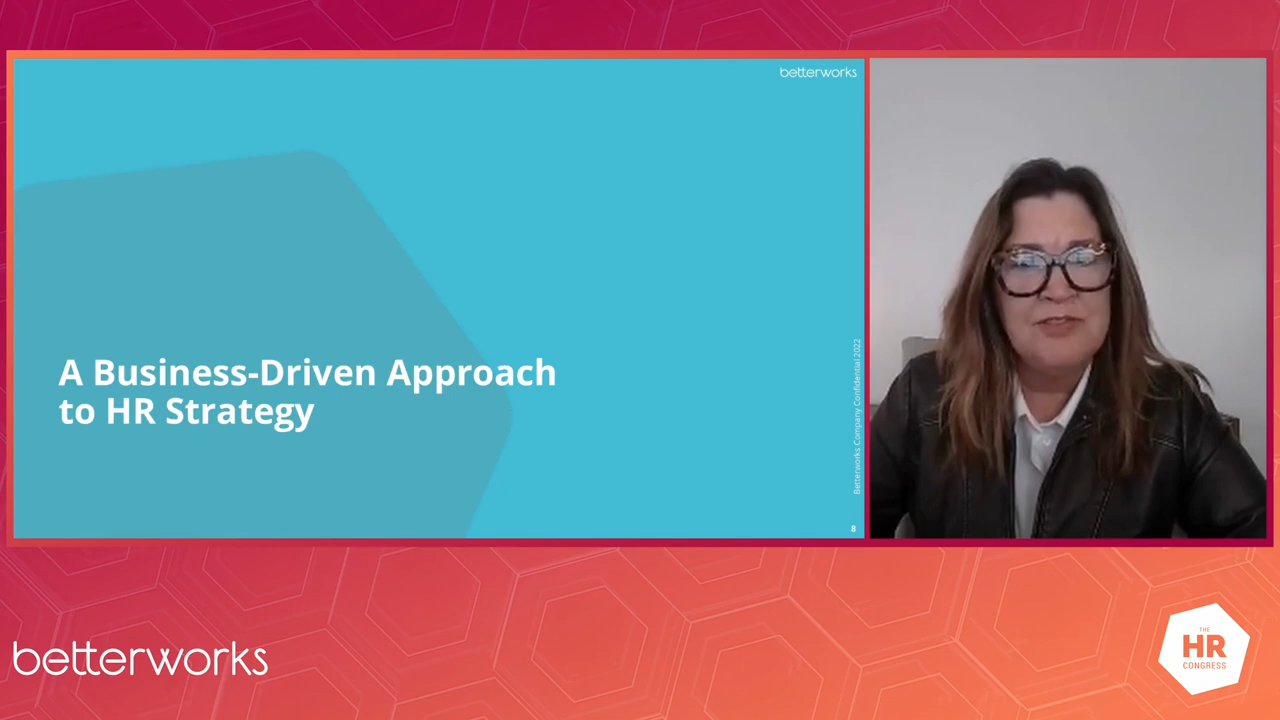 betterworks
A Business-Driven Approach
to HR Strategy
Betterworks Company Confidential 2022
8
betterworks
THE
HR
CONGRESS